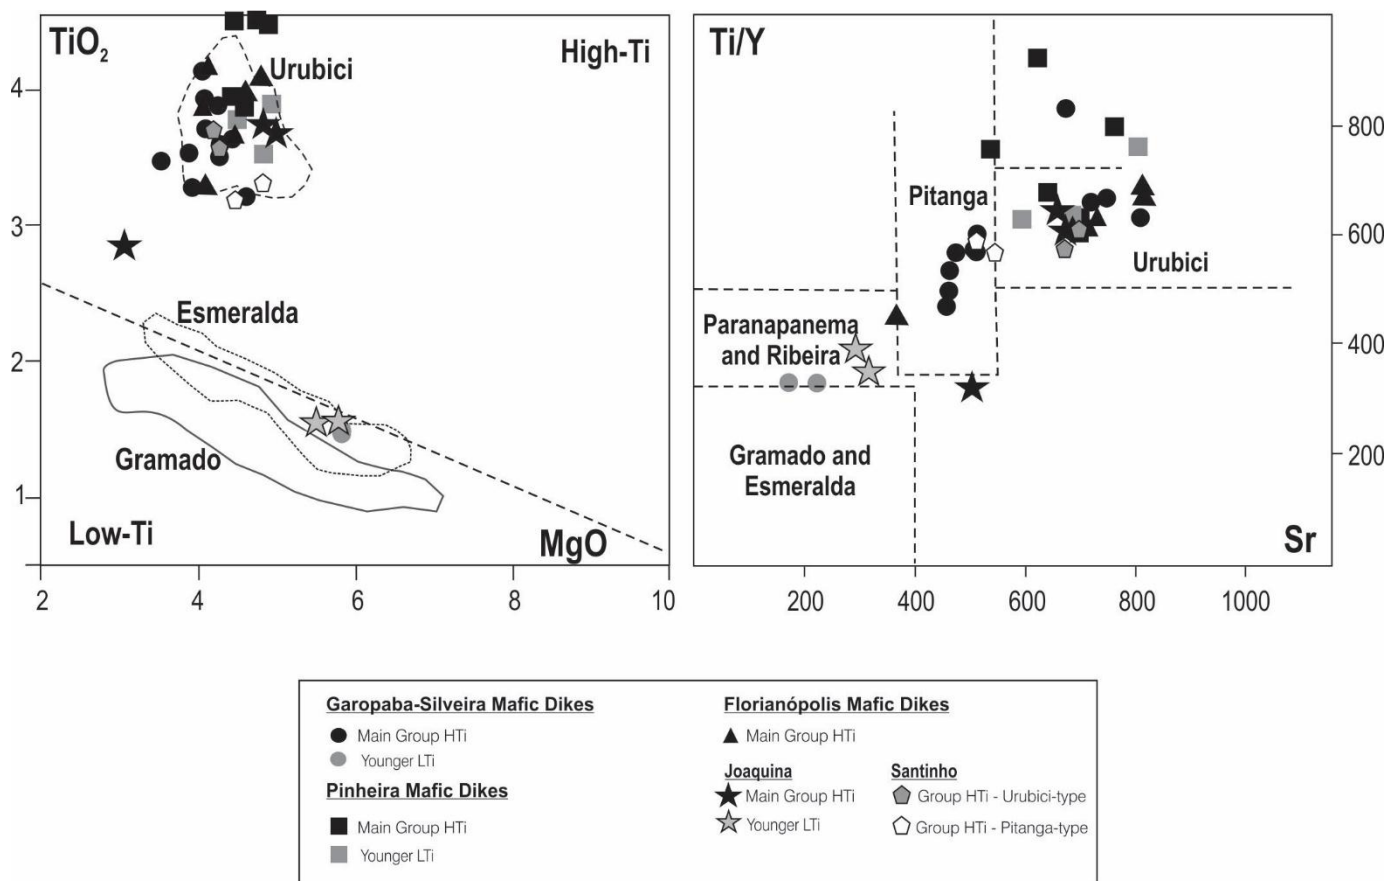 TiO2
High-Ti
Urubici
4
3
2
1
Esmeralda
Gramado
Low-Ti
MgO
2
4
6
8
10
Ti/Y
Pitanga
Urubici
Paranapanema
and Ribeira
Gramado and
Esmeralda
Sr
800
600
400
200
200
400
600
800
1000
Garopaba-Silveira Mafic Dikes
Main Group HTi
Younger LTi
Pinheira Mafic Dikes
Main Group HTi
Younger LTi
Florianópolis Mafic Dikes
Main Group HTi
Joaquina
Main Group HTi
Younger LTi
Santinho
Group HTi - Urubici-type
Group HTi - Pitanga-type